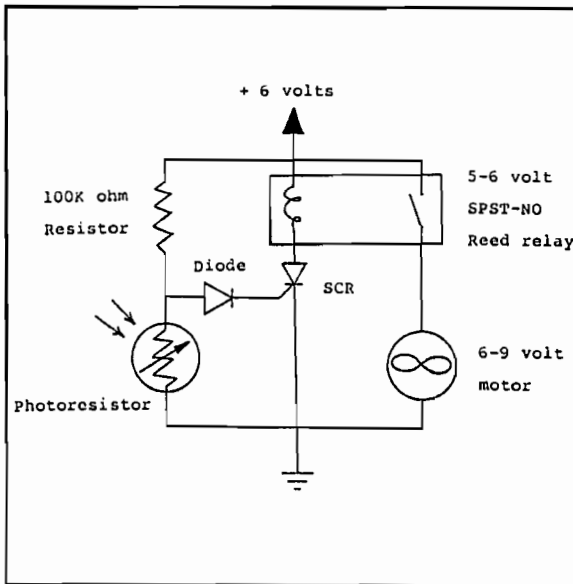 + 6 volts
100K ohm
Resistor
5-6 volt
SPST-NO
Reed relay
Diode
SCR
6-9 volt
motor
Photoresistor